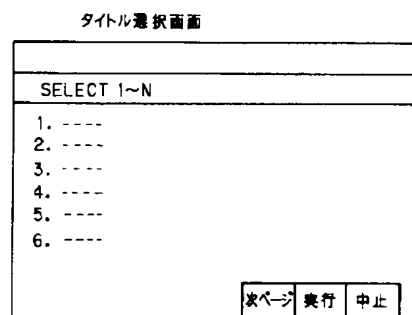 タイトル選択画面
SELECT 1~N
1. ----
2. ----
3. ----
4. ----
5. ----
6. ----
次ページ 実行 中止